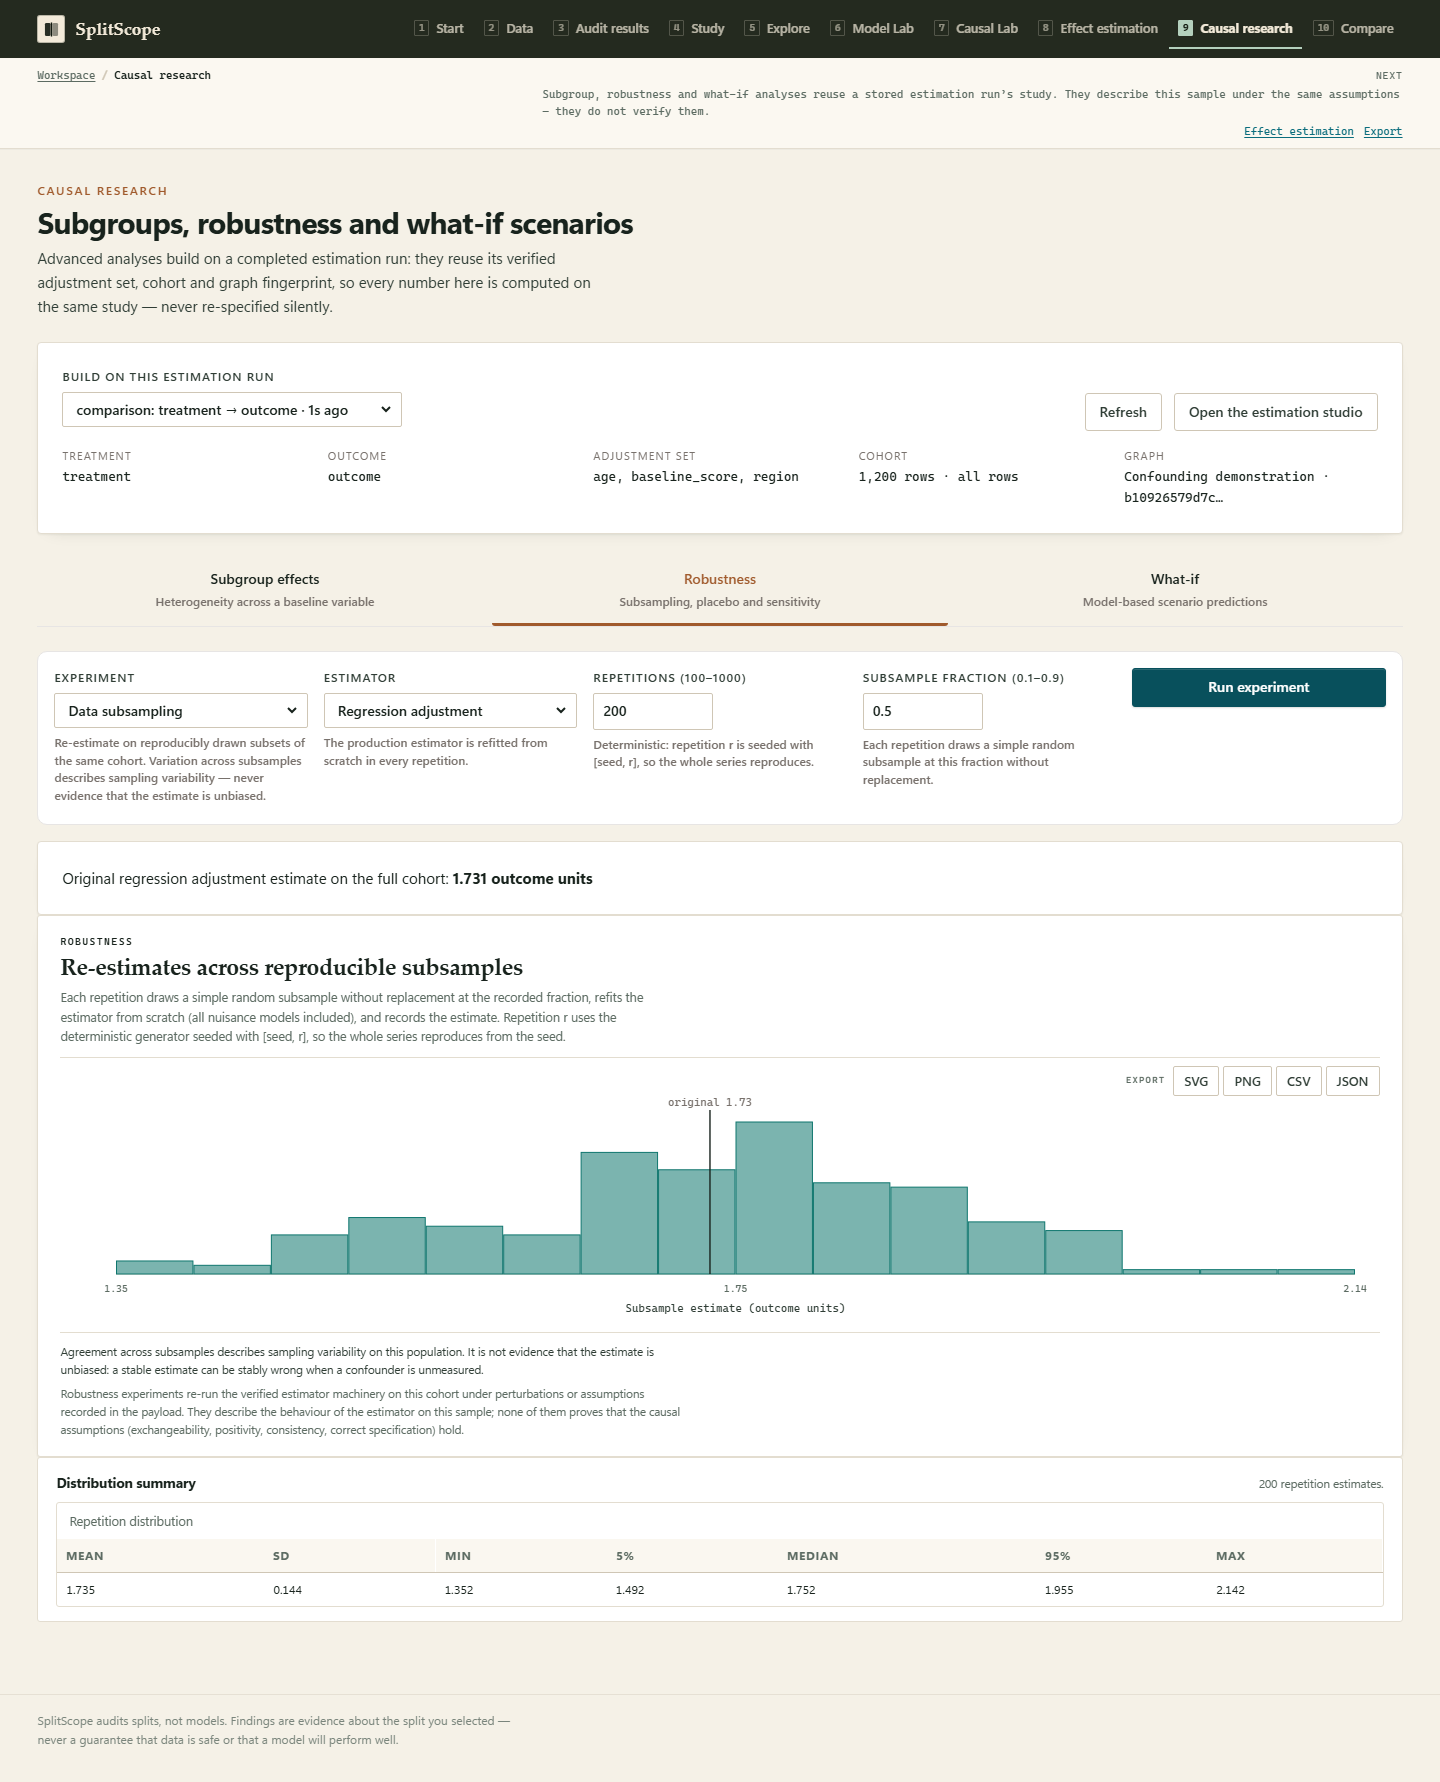 SplitScope
1 Start
2 Data
3 Audit results
4 Study
5 Explore
6 Model Lab
7 Causal Lab
8 Effect estimation
9 Causal research
10 Compare
Workspace / Causal research
NEXT
Subgroup, robustness and what-if analyses reuse a stored estimation run's study. They describe this sample under the same assumptions
— they do not verify them.
Effect estimation Export
CAUSAL RESEARCH
Subgroups, robustness and what-if scenarios
Advanced analyses build on a completed estimation run: they reuse its verified
adjustment set, cohort and graph fingerprint, so every number here is computed on
the same study — never re-specified silently.
BUILD ON THIS ESTIMATION RUN
comparison: treatment → outcome · 1s ago
Refresh
Open the estimation studio
TREATMENT
treatment
OUTCOME
outcome
ADJUSTMENT SET
age, baseline_score, region
COHORT
1,200 rows · all rows
GRAPH
Confounding demonstration ·
b10926579d7c…
Subgroup effects
Heterogeneity across a baseline variable
Robustness
Subsampling, placebo and sensitivity
What-if
Model-based scenario predictions
EXPERIMENT
Data subsampling
Re-estimate on reproducibly drawn subsets of
the same cohort. Variation across subsamples
describes sampling variability — never
evidence that the estimate is unbiased.
ESTIMATOR
Regression adjustment
The production estimator is refitted from
scratch in every repetition.
REPETITIONS (100–1000)
200
Deterministic: repetition r is seeded with
[seed, r], so the whole series reproduces.
SUBSAMPLE FRACTION (0.1–0.9)
0.5
Each repetition draws a simple random
subsample at this fraction without
replacement.
Run experiment
Original regression adjustment estimate on the full cohort: 1.731 outcome units
ROBUSTNESS
Re-estimates across reproducible subsamples
Each repetition draws a simple random subsample without replacement at the recorded fraction, refits the
estimator from scratch (all nuisance models included), and records the estimate. Repetition r uses the
deterministic generator seeded with [seed, r], so the whole series reproduces from the seed.
EXPORT SVG PNG CSV JSON
original 1.73
1.35 1.75 2.14
Subsample estimate (outcome units)
Agreement across subsamples describes sampling variability on this population. It is not evidence that the estimate is
unbiased: a stable estimate can be stably wrong when a confounder is unmeasured.
Robustness experiments re-run the verified estimator machinery on this cohort under perturbations or assumptions
recorded in the payload. They describe the behaviour of the estimator on this sample; none of them proves that the causal
assumptions (exchangeability, positivity, consistency, correct specification) hold.
Distribution summary
200 repetition estimates.
Repetition distribution
MEAN SD MIN 5% MEDIAN 95% MAX
1.735 0.144 1.352 1.492 1.752 1.955 2.142
SplitScope audits splits, not models. Findings are evidence about the split you selected —
never a guarantee that data is safe or that a model will perform well.